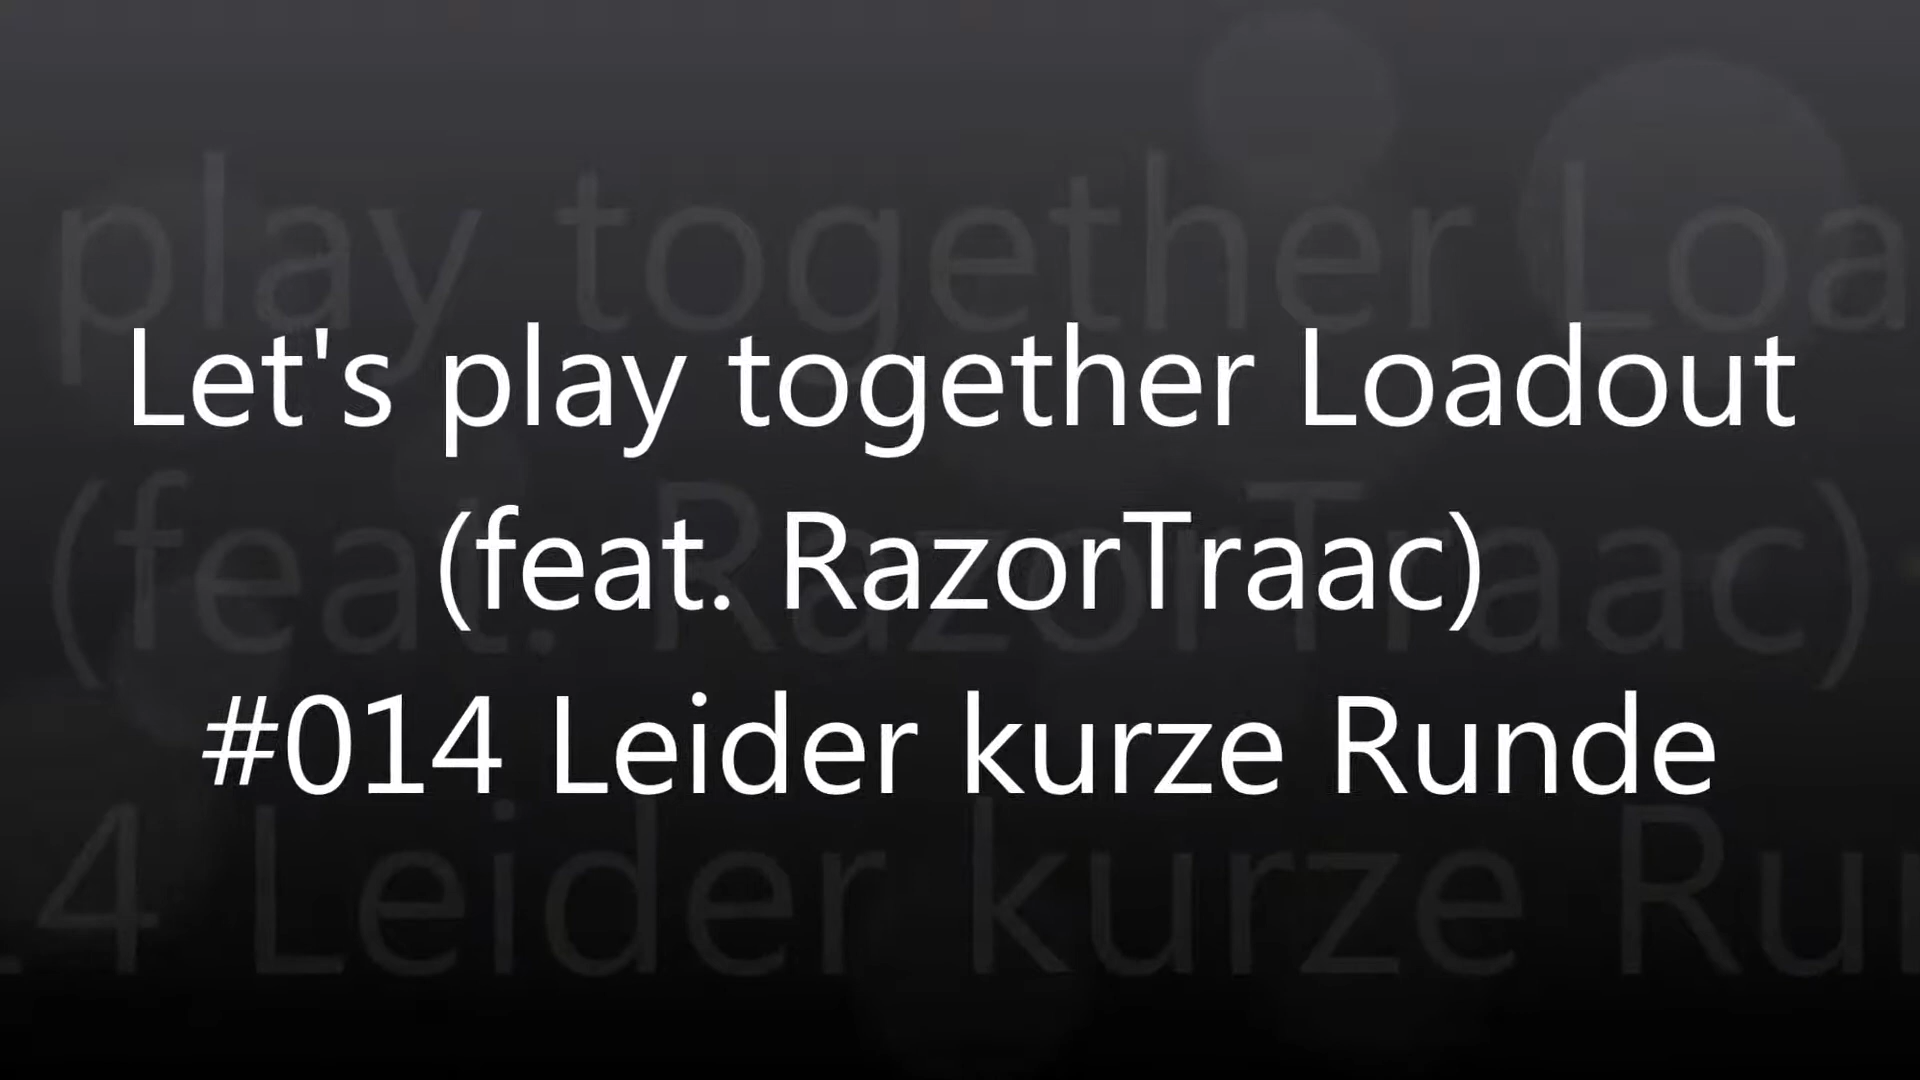 Let's play together Loadout
(feat. RazorTraac)
#014 Leider kurze Runde